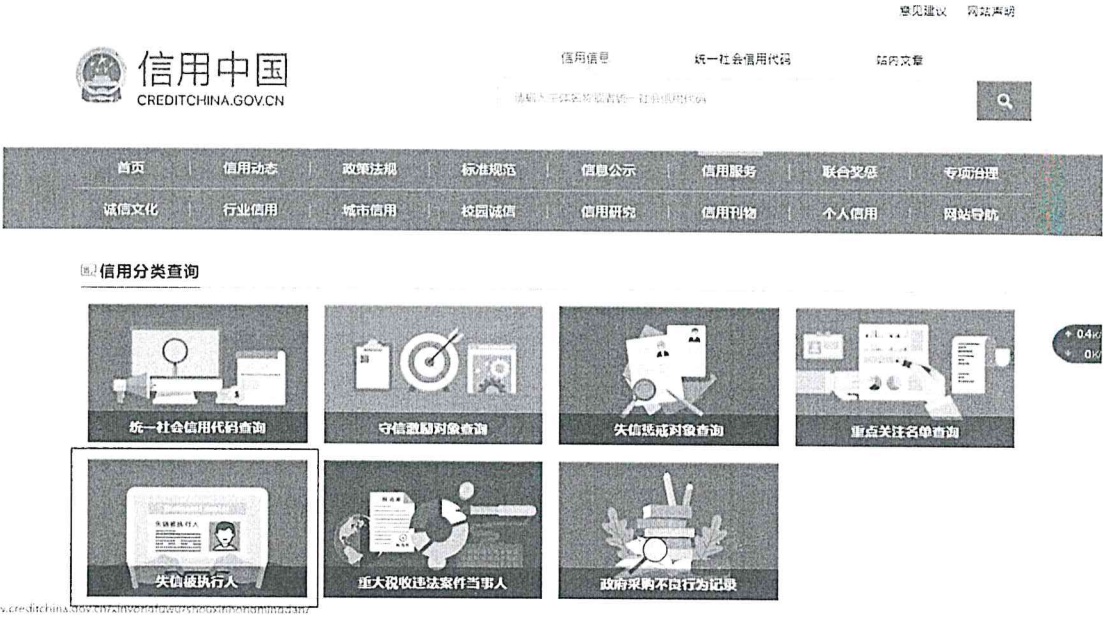 意见建议 网站声明
信用中国
CREDITCHINA.GOV.CN
信用信息 统一社会信用代码 站内文章
首页 信用动态 政策法规 标准规范 信息公示 信用服务 联合奖惩 专项治理
诚信文化 行业信用 城市信用 校园诚信 信用研究 信用刊物 个人信用 网站导航
信用分类查询
0.4K/
0K/
统一社会信用代码查询 守信激励对象查询 失信惩戒对象查询 重点关注名单查询
失信被执行人
失信被执行人 重大税收违法案件当事人 政府采购不良行为记录